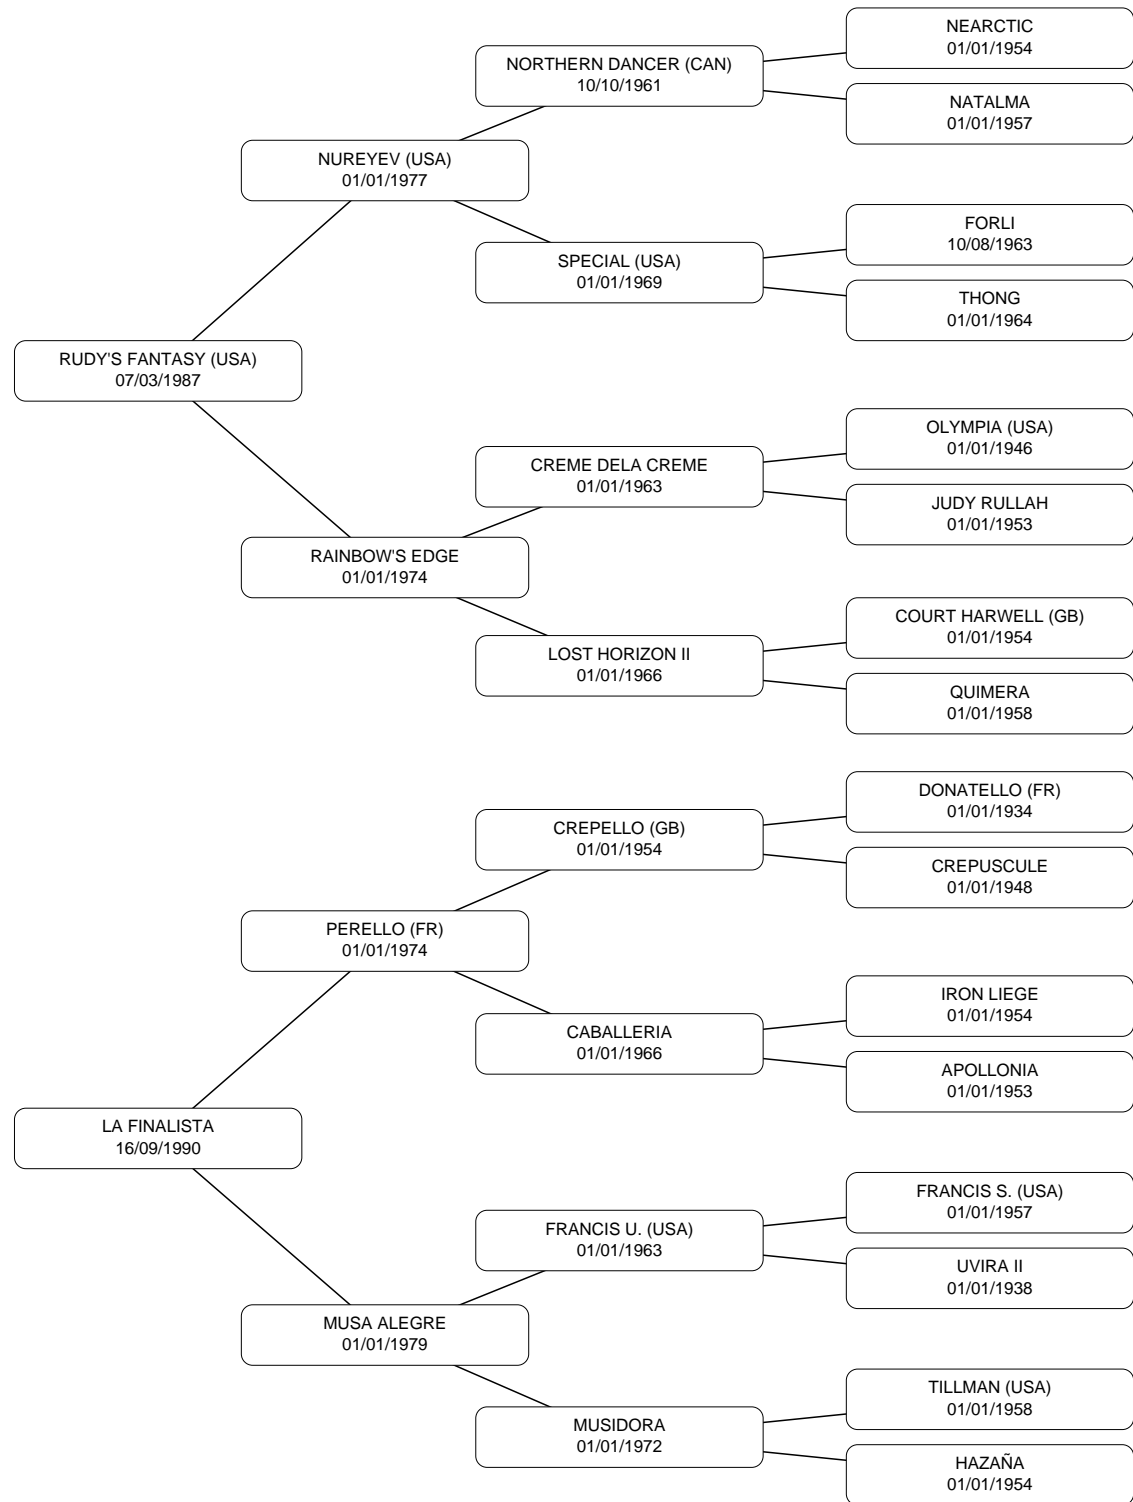 NEARCTIC
01/01/1954
NORTHERN DANCER (CAN)
10/10/1961
NATALMA
01/01/1957
NUREYEV (USA)
01/01/1977
FORLI
10/08/1963
SPECIAL (USA)
01/01/1969
THONG
01/01/1964
RUDY'S FANTASY (USA)
07/03/1987
OLYMPIA (USA)
01/01/1946
CREME DELA CREME
01/01/1963
JUDY RULLAH
01/01/1953
RAINBOW'S EDGE
01/01/1974
COURT HARWELL (GB)
01/01/1954
LOST HORIZON II
01/01/1966
QUIMERA
01/01/1958
DONATELLO (FR)
01/01/1934
CREPELLO (GB)
01/01/1954
CREPUSCULE
01/01/1948
PERELLO (FR)
01/01/1974
IRON LIEGE
01/01/1954
CABALLERIA
01/01/1966
APOLLONIA
01/01/1953
LA FINALISTA
16/09/1990
FRANCIS S. (USA)
01/01/1957
FRANCIS U. (USA)
01/01/1963
UVIRA II
01/01/1938
MUSA ALEGRE
01/01/1979
TILLMAN (USA)
01/01/1958
MUSIDORA
01/01/1972
HAZAÑA
01/01/1954